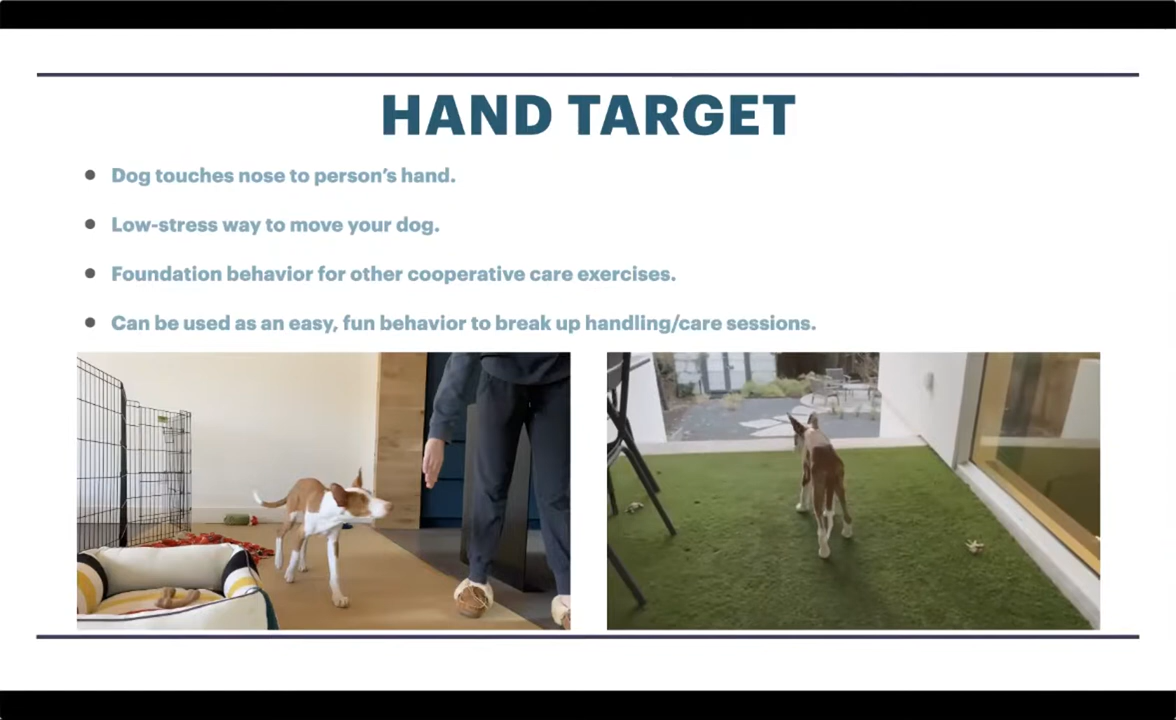 HAND TARGET
• Dog touches nose to person’s hand.
• Low-stress way to move your dog.
• Foundation behavior for other cooperative care exercises.
• Can be used as an easy, fun behavior to break up handling/care sessions.